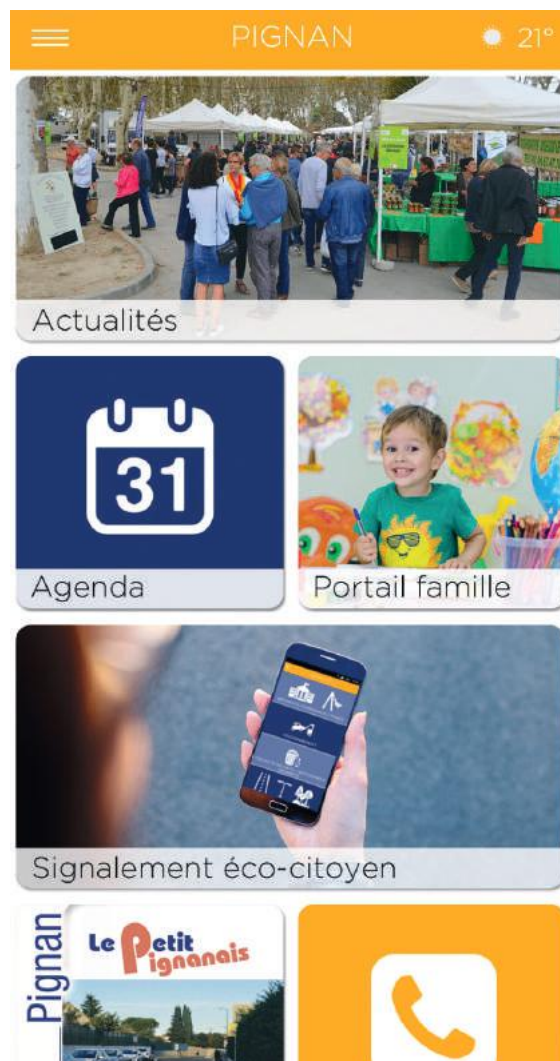 PIGNAN
21°
Actualités
31
Agenda
Portail famille
Signalement éco-citoyen
Pignan
Le Petit
Pignanais